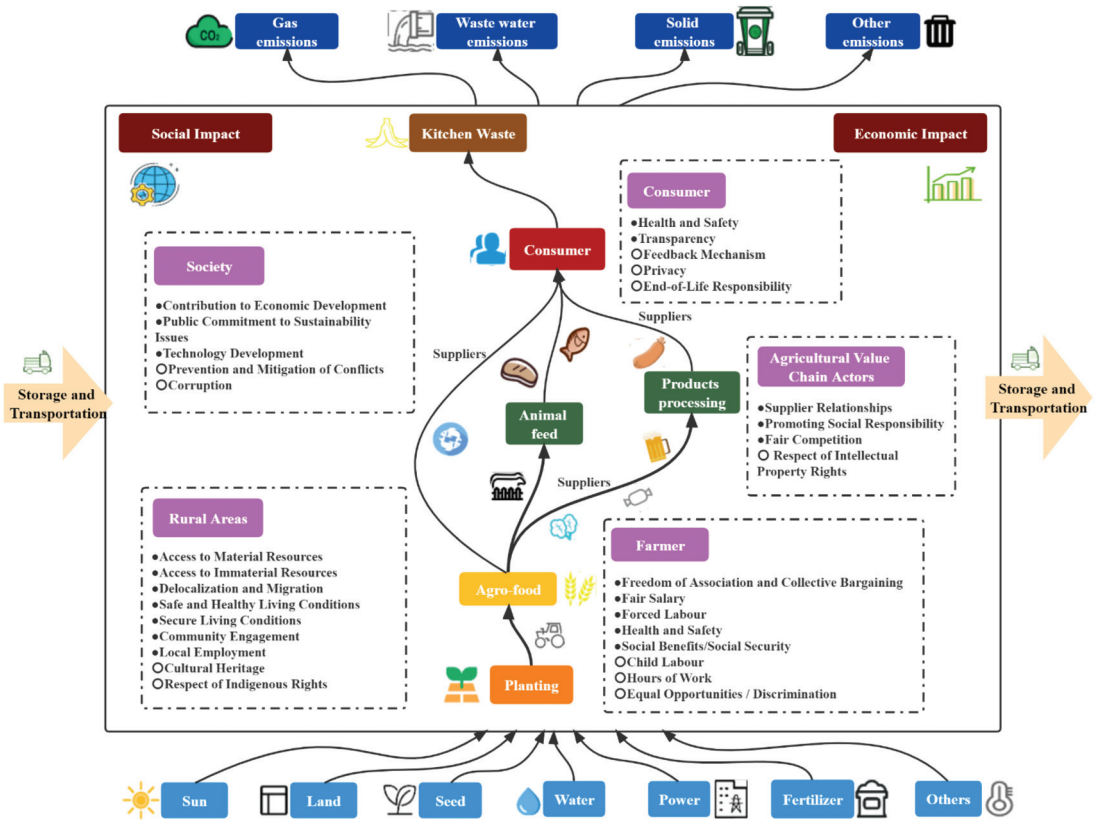 Gas
emissions
Waste water
emissions
Solid
emissions
Other
emissions
CO₂
Social Impact
Kitchen Waste
Economic Impact
Consumer
●Health and Safety
●Transparency
○Feedback Mechanism
○Privacy
○End-of-Life Responsibility
Consumer
Society
●Contribution to Economic Development
●Public Commitment to Sustainability
Issues
●Technology Development
○Prevention and Mitigation of Conflicts
○Corruption
Suppliers
Suppliers
Storage and
Transportation
Agricultural Value
Chain Actors
●Supplier Relationships
●Promoting Social Responsibility
●Fair Competition
○ Respect of Intellectual
Property Rights
Storage and
Transportation
Products
processing
Animal
feed
Suppliers
Rural Areas
●Access to Material Resources
●Access to Immaterial Resources
●Delocalization and Migration
●Safe and Healthy Living Conditions
●Secure Living Conditions
●Community Engagement
●Local Employment
○Cultural Heritage
○Respect of Indigenous Rights
Agro-food
Planting
Farmer
●Freedom of Association and Collective Bargaining
●Fair Salary
●Forced Labour
●Health and Safety
●Social Benefits/Social Security
○Child Labour
○Hours of Work
○Equal Opportunities / Discrimination
Sun
Land
Seed
Water
Power
Fertilizer
Others